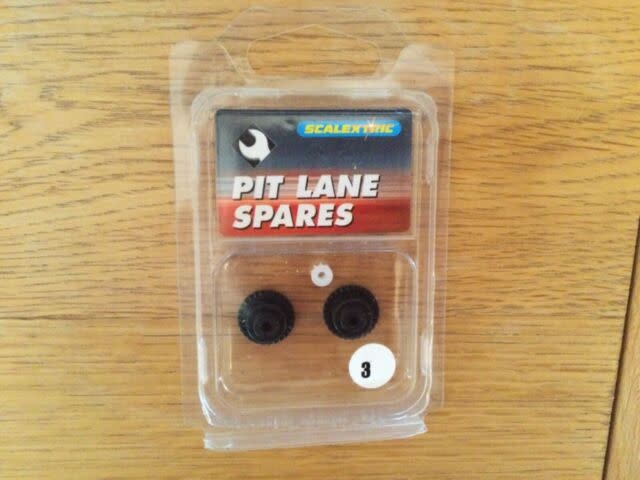 SCALEXTRIC
PIT LANE
SPARES
3